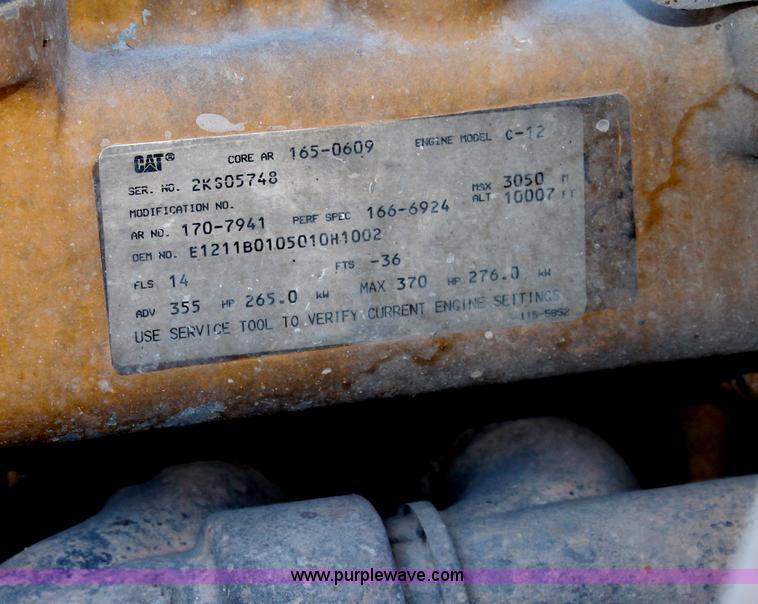 CAT® CORE AR 165-0609 ENGINE MODEL C-12
SER. NO. 2KS05748
MODIFICATION NO. MAX 3050 M
AR NO. 170-7941 PERF SPEC 166-6924 ALT 10007 FT
OEM NO. E1211B0105010H1002
FLS 14 FTS -36
ADV 355 HP 265.0 kW MAX 370 HP 276.0 kW
USE SERVICE TOOL TO VERIFY CURRENT ENGINE SETTINGS
115-5852
www.purplewave.com